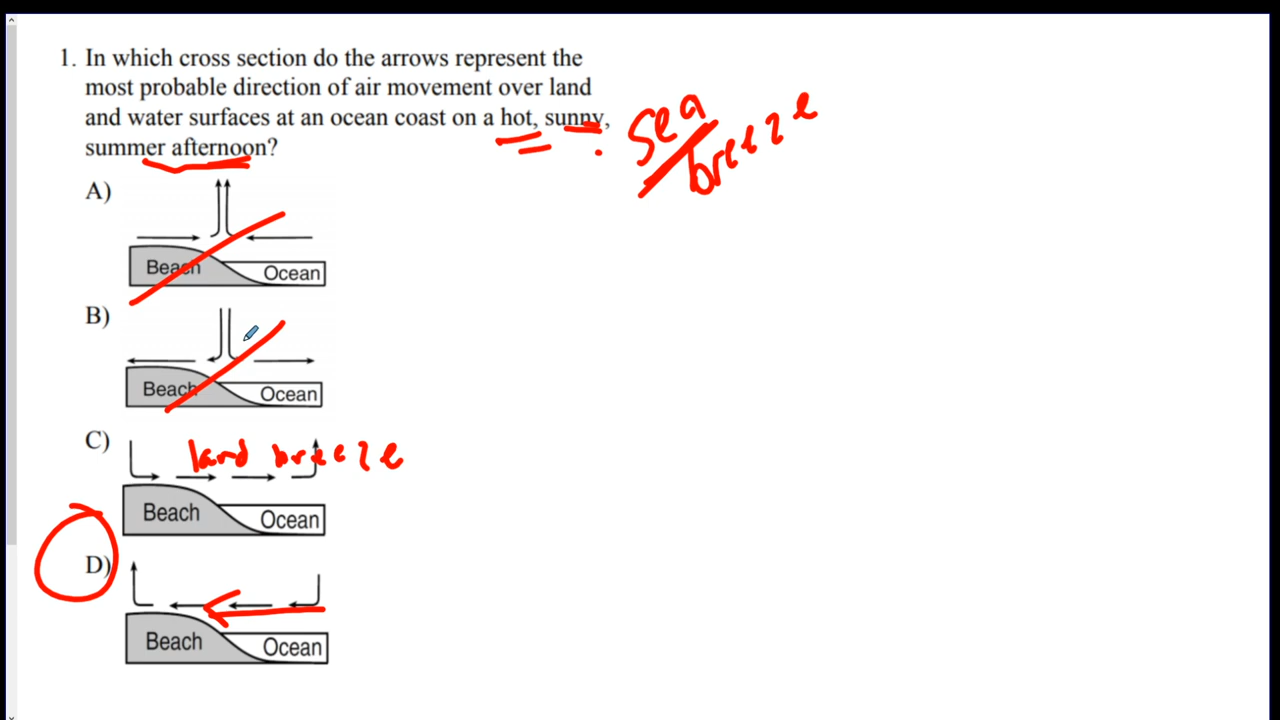 1. In which cross section do the arrows represent the
most probable direction of air movement over land
and water surfaces at an ocean coast on a hot, sunny,
summer afternoon?
sea
breeze
A)
Beach
Ocean
B)
Beach
Ocean
C)
land breeze
Beach
Ocean
D)
Beach
Ocean